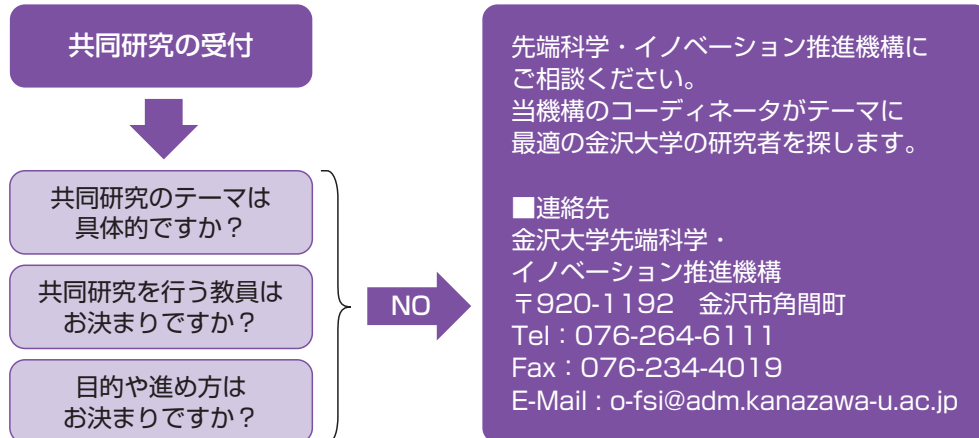 共同研究の受付
共同研究のテーマは
具体的ですか？
共同研究を行う教員は
お決まりですか？
目的や進め方は
お決まりですか？
NO
先端科学・イノベーション推進機構に
ご相談ください。
当機構のコーディネータがテーマに
最適の金沢大学の研究者を探します。
■連絡先
金沢大学先端科学・
イノベーション推進機構
〒920-1192　金沢市角間町
Tel：076-264-6111
Fax：076-234-4019
E-Mail：o-fsi@adm.kanazawa-u.ac.jp